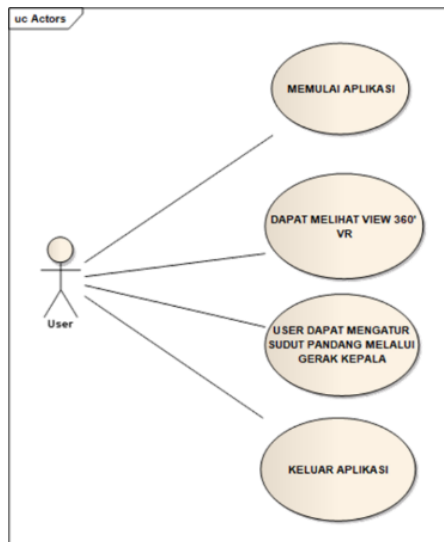 uc Actors
MEMULAI APLIKASI
DAPAT MELIHAT VIEW 360'
VR
USER DAPAT MENGATUR
SUDUT PANDANG MELALUI
GERAK KEPALA
User
KELUAR APLIKASI